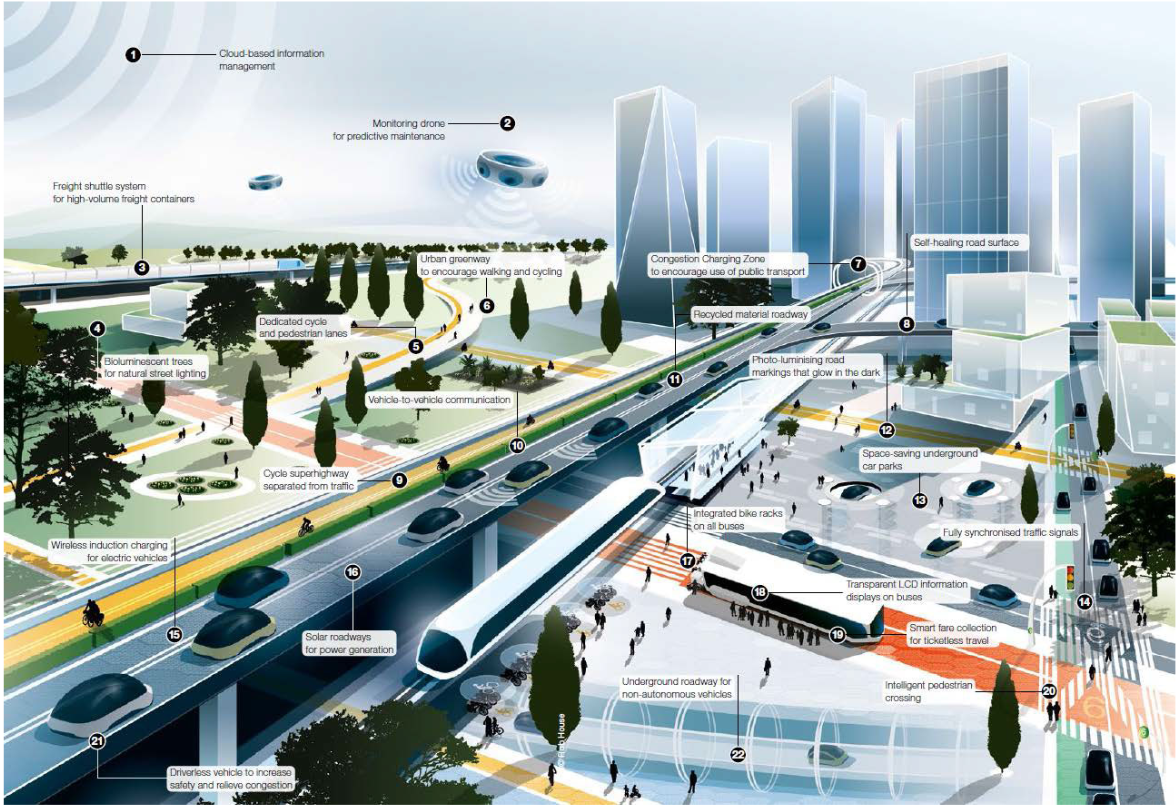 1
Cloud-based information
management
2
Monitoring drone
for predictive maintenance
Freight shuttle system
for high-volume freight containers
3
Urban greenway
to encourage walking and cycling
6
Congestion Charging Zone
to encourage use of public transport
7
Self-healing road surface
8
4
Bioluminescent trees
for natural street lighting
Dedicated cycle
and pedestrian lanes
5
Recycled material roadway
11
Photo-luminising road
markings that glow in the dark
12
Vehicle-to-vehicle communication
10
Cycle superhighway
separated from traffic
9
Space-saving underground
car parks
13
Integrated bike racks
on all buses
17
Fully synchronised traffic signals
14
Wireless induction charging
for electric vehicles
15
16
Solar roadways
for power generation
18
Transparent LCD information
displays on buses
19
Smart fare collection
for ticketless travel
Underground roadway for
non-autonomous vehicles
22
Intelligent pedestrian
crossing
20
6
21
Driverless vehicle to increase
safety and relieve congestion
House